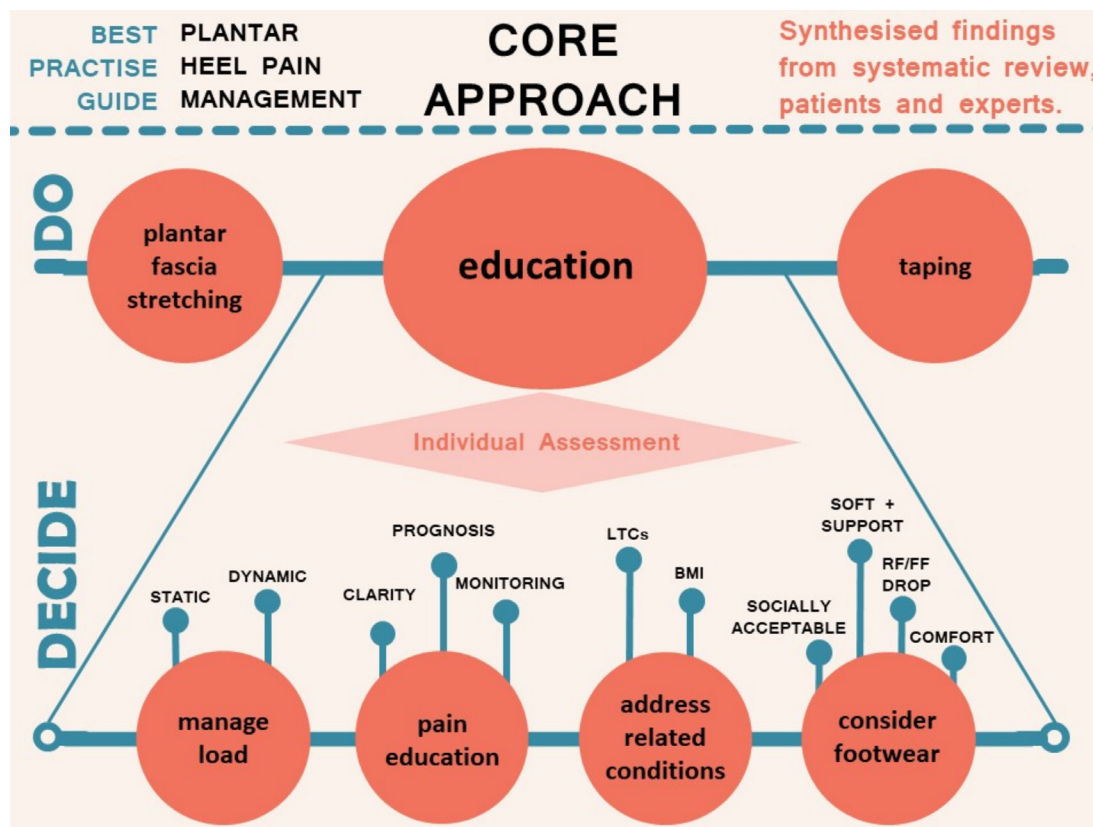 BEST PLANTAR
PRACTISE HEEL PAIN
GUIDE MANAGEMENT
CORE
APPROACH
Synthesised findings
from systematic review,
patients and experts.
DO
plantar
fascia
stretching
education
taping
Individual Assessment
DECIDE
STATIC
DYNAMIC
CLARITY
PROGNOSIS
MONITORING
LTCs
BMI
SOCIALLY
ACCEPTABLE
SOFT +
SUPPORT
RF/FF
DROP
COMFORT
manage
load
pain
education
address
related
conditions
consider
footwear